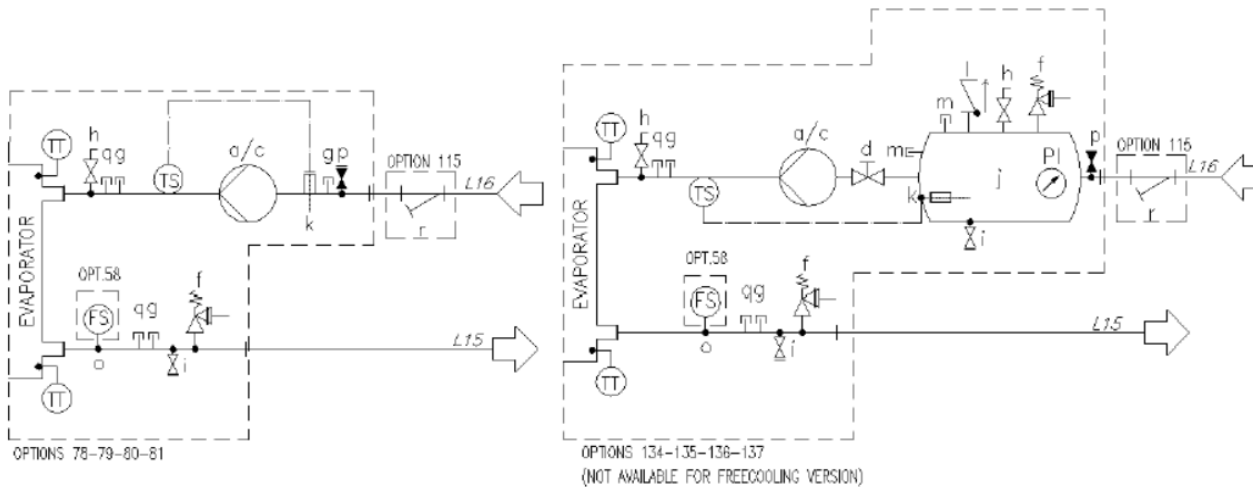 TT
h
qg
TS
a/c
gp
k
OPTION 115
L16
r
EVAPORATOR
OPT.58
FS
o
qg
i
f
L15
TT
OPTIONS 78-79-80-81
TT
h
qg
TS
a/c
d
m
m
l
h
f
k
j
PI
i
p
OPTION 115
L16
r
EVAPORATOR
OPT.58
FS
o
qg
i
f
L15
TT
OPTIONS 134-135-136-137
(NOT AVAILABLE FOR FREECOOLING VERSION)